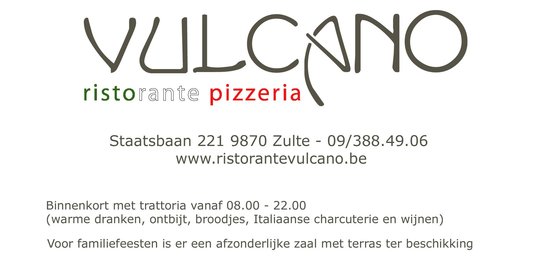 VULCANO
ristorante pizzeria
Staatsbaan 221 9870 Zulte - 09/388.49.06
www.ristorantevulcano.be
Binnenkort met trattoria vanaf 08.00 - 22.00
(warme dranken, ontbijt, broodjes, Italiaanse charcuterie en wijnen)
Voor familiefeesten is er een afzonderlijke zaal met terras ter beschikking